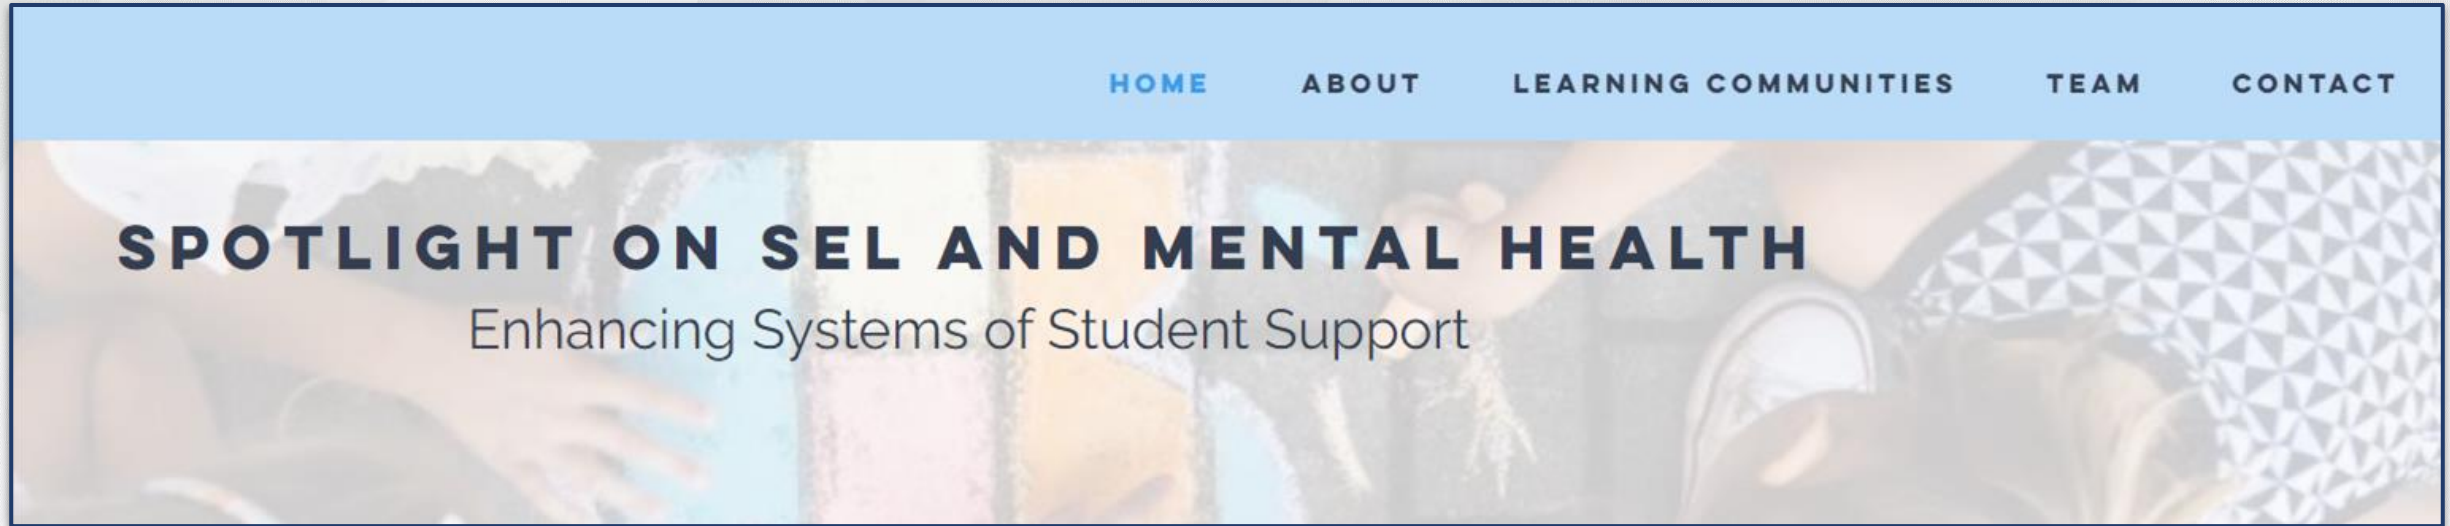 HOME ABOUT LEARNING COMMUNITIES TEAM CONTACT
SPOTLIGHT ON SEL AND MENTAL HEALTH
Enhancing Systems of Student Support